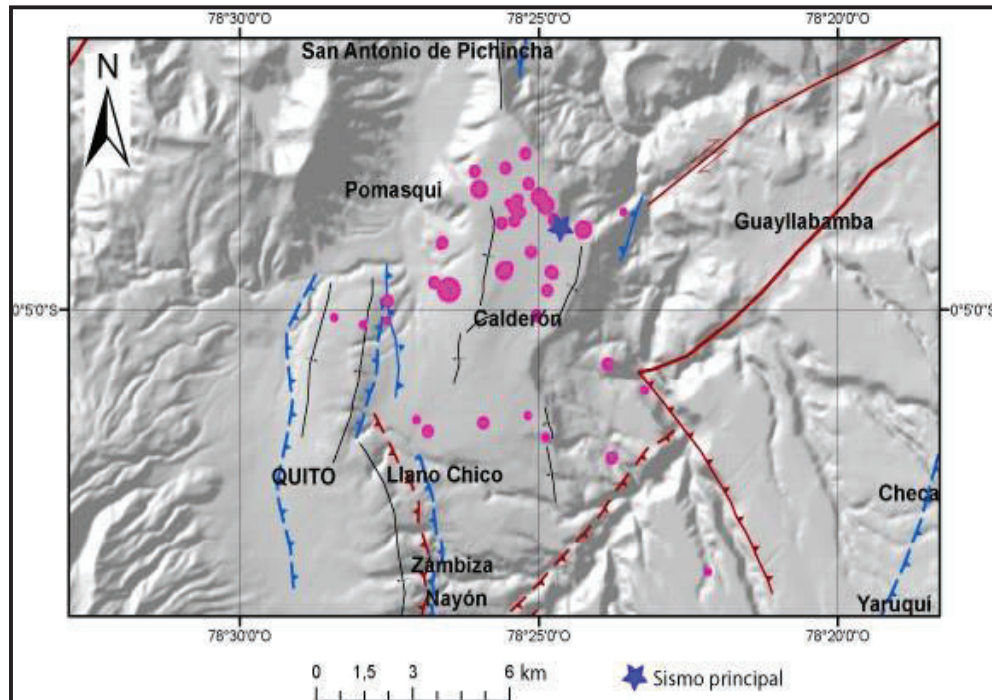 78°30'0"O
78°25'0"O
78°20'0"O
San Antonio de Pichincha
N
Pomasqui
Guayllabamba
0°5'0"S
0°5'0"S
Calderón
QUITO
Llano Chico
Checa
Zámbiza
Nayón
Yaruquí
78°30'0"O
78°25'0"O
78°20'0"O
0 1,5 3 6 km
Sismo principal